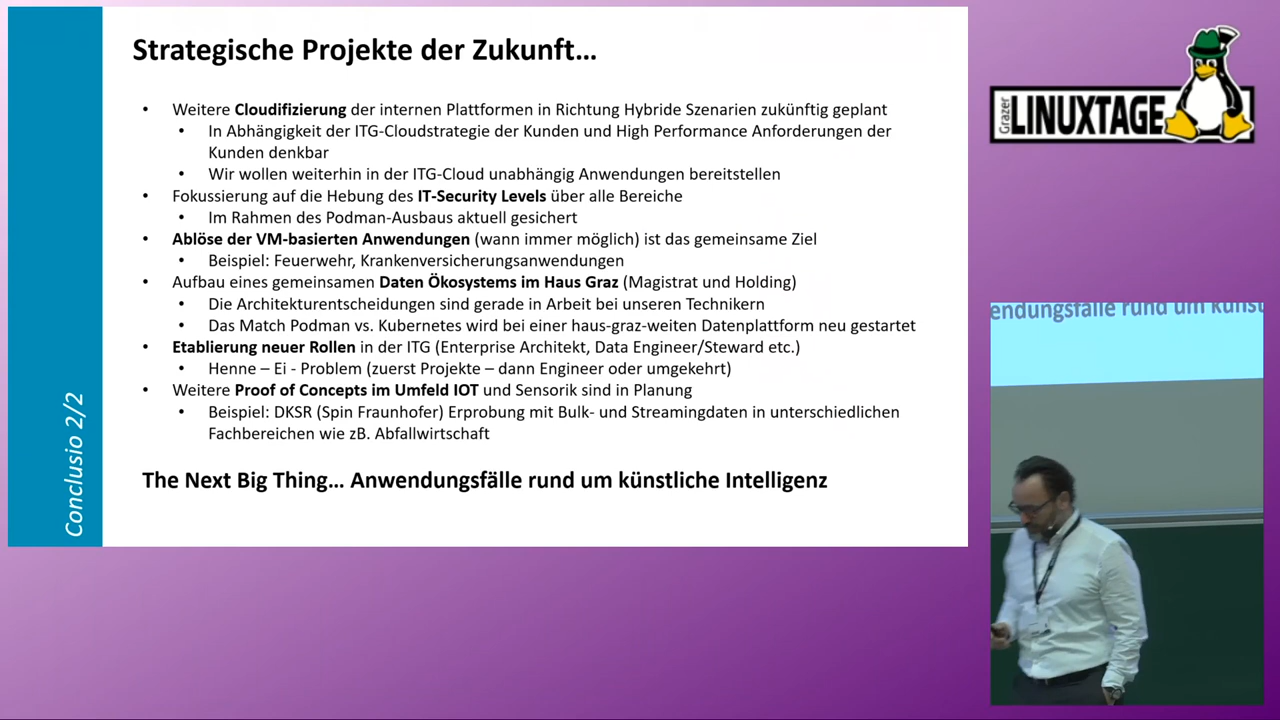 Strategische Projekte der Zukunft...
• Weitere Cloudifizierung der internen Plattformen in Richtung Hybride Szenarien zukünftig geplant
• In Abhängigkeit der ITG-Cloudstrategie der Kunden und High Performance Anforderungen der
Kunden denkbar
• Wir wollen weiterhin in der ITG-Cloud unabhängig Anwendungen bereitstellen
• Fokussierung auf die Hebung des IT-Security Levels über alle Bereiche
• Im Rahmen des Podman-Ausbaus aktuell gesichert
• Ablöse der VM-basierten Anwendungen (wann immer möglich) ist das gemeinsame Ziel
• Beispiel: Feuerwehr, Krankenversicherungsanwendungen
• Aufbau eines gemeinsamen Daten Ökosystems im Haus Graz (Magistrat und Holding)
• Die Architekturentscheidungen sind gerade in Arbeit bei unseren Technikern
• Das Match Podman vs. Kubernetes wird bei einer haus-graz-weiten Datenplattform neu gestartet
• Etablierung neuer Rollen in der ITG (Enterprise Architekt, Data Engineer/Steward etc.)
• Henne – Ei - Problem (zuerst Projekte – dann Engineer oder umgekehrt)
• Weitere Proof of Concepts im Umfeld IOT und Sensorik sind in Planung
• Beispiel: DKSR (Spin Fraunhofer) Erprobung mit Bulk- und Streamingdaten in unterschiedlichen
Fachbereichen wie zB. Abfallwirtschaft
The Next Big Thing... Anwendungsfälle rund um künstliche Intelligenz
Conclusio 2/2
Grazer
LINUXTAGE
endungsfälle rund um künst